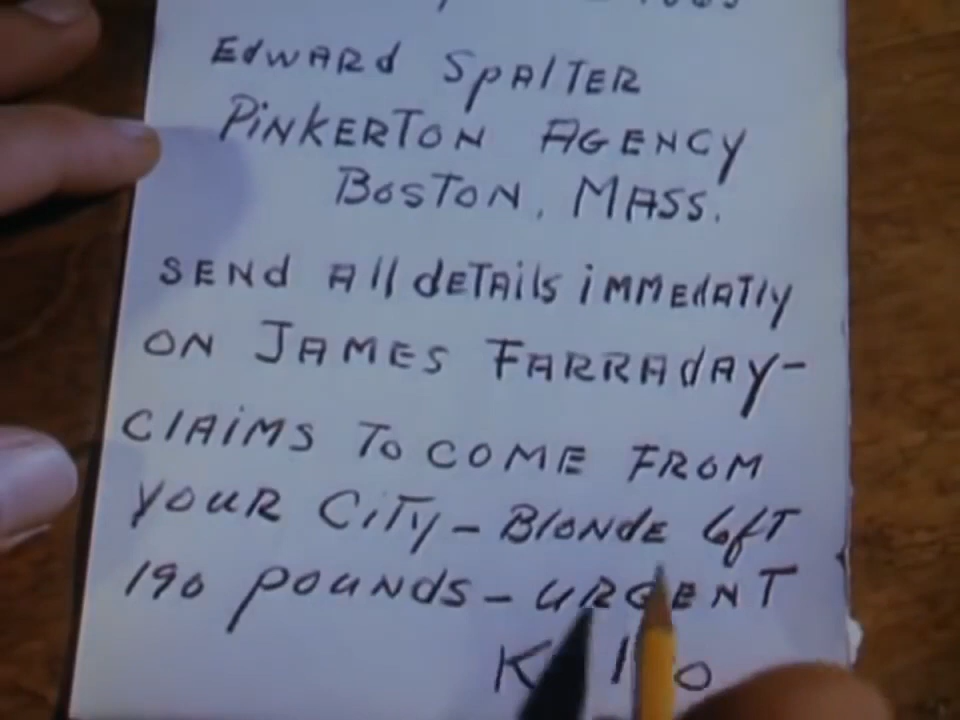 Edward Spalter
Pinkerton Agency
Boston, Mass.
Send all details immedatly
on James Farraday-
claims to come from
your city - Blonde 6ft
190 pounds - urgent